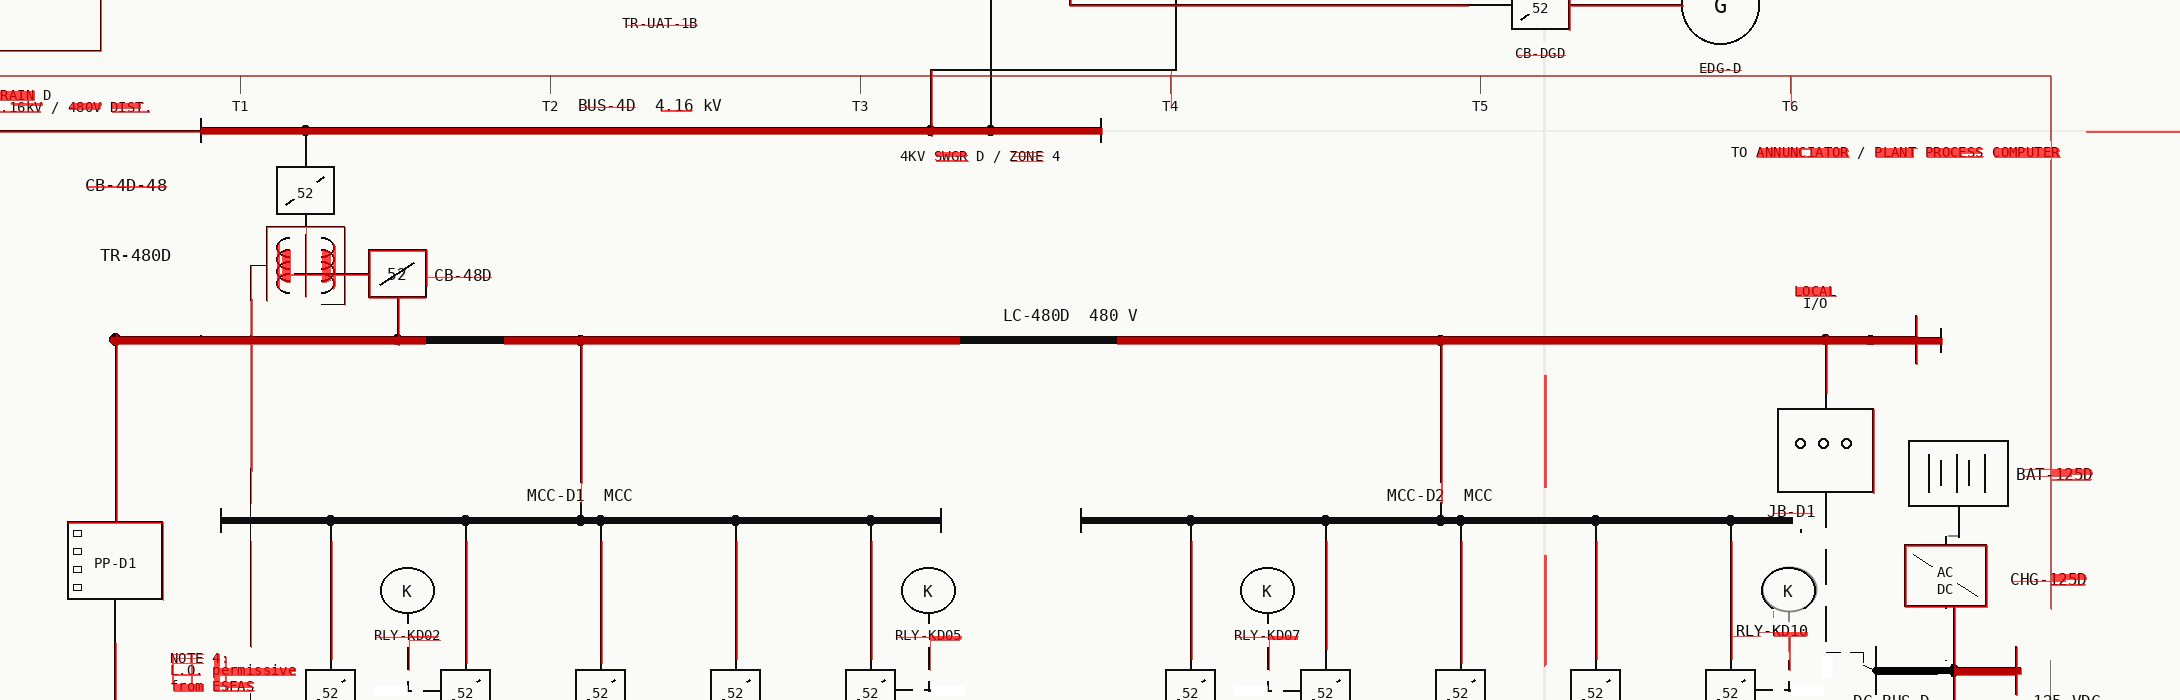 TR-UAT-1B
52
G
CB-DGD
EDG-D
RAIN D
.16kV / 480V DIST.
T1
T2
BUS-4D 4.16 kV
T3
T4
T5
T6
4KV SWGR D / ZONE 4
TO ANNUNCIATOR / PLANT PROCESS COMPUTER
CB-4D-48
52
TR-480D
52
CB-48D
LOCAL
I/O
LC-480D 480 V
BAT-125D
MCC-D1 MCC
MCC-D2 MCC
JB-D1
PP-D1
AC
DC
CHG-125D
K
K
K
K
RLY-KD02
RLY-KD05
RLY-KD07
RLY-KD10
NOTE 4:
L.O. permissive
from ESFAS
52
52
52
52
52
52
52
52
52
52
DC-BUS-D
125 VDC